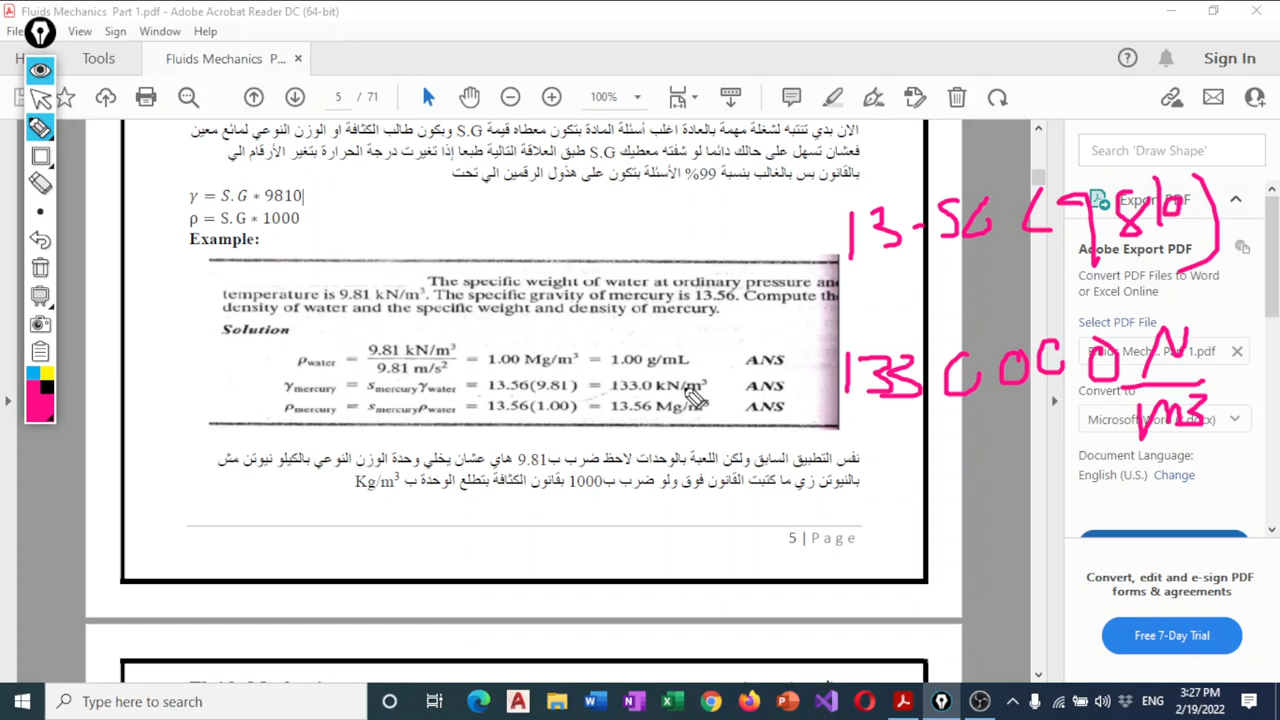 Fluids Mechanics Part 1.pdf - Adobe Acrobat Reader DC (64-bit)
File View Sign Window Help
Tools
Fluids Mechanics P... ×
Sign In
5 / 71
100%
الان بدي تنتبه لشغلة مهمة بالعادة اغلب أسئلة المادة بتكون معطاه قيمة S.G وبكون طالب الكثافة او الوزن النوعي لمائع معين
فعشان تسهل على حالك دائما لو شفته معطيك S.G طبق العلاقة التالية طبعا إذا تغيرت درجة الحرارة بتغير الأرقام الي
بالقانون بس بالغالب بنسبة 99% الأسئلة بتكون على هذول الرقمين الي تحت
γ = S.G * 9810
ρ = S.G * 1000
Example:
The specific weight of water at ordinary pressure an
temperature is 9.81 kN/m³. The specific gravity of mercury is 13.56. Compute th
density of water and the specific weight and density of mercury.
Solution
ρwater = 9.81 kN/m³ / 9.81 m/s² = 1.00 Mg/m³ = 1.00 g/mL ANS
γmercury = smercuryγwater = 13.56(9.81) = 133.0 kN/m³ ANS
ρmercury = smercuryρwater = 13.56(1.00) = 13.56 Mg/m³ ANS
نفس التطبيق السابق ولكن اللعبة بالوحدات لاحظ ضرب ب9.81 هاي عشان يخلي وحدة الوزن النوعي بالكيلو نيوتن مش
بالنيوتن زي ما كتبت القانون فوق ولو ضرب ب1000 بقانون الكثافة بتطلع الوحدة ب Kg/m³
5 | Page
13.56 (9810)
133000 N/m3
Search 'Draw Shape'
Export PDF
Adobe Export PDF
Convert PDF Files to Word
or Excel Online
Select PDF File
Fluids Mech... Part 1.pdf
Convert to
Microsoft Word (*.docx)
Document Language:
English (U.S.) Change
Convert, edit and e-sign PDF
forms & agreements
Free 7-Day Trial
Type here to search
ENG
3:27 PM
2/19/2022